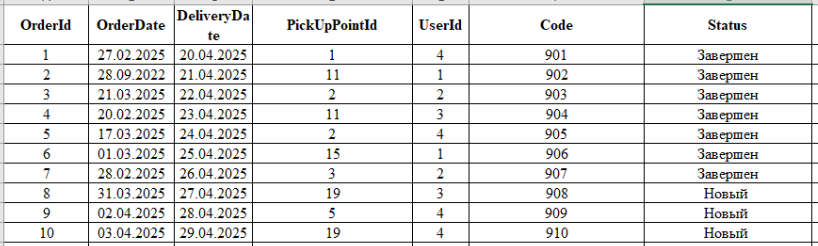 OrderId OrderDate DeliveryDa te PickUpPointId UserId Code Status
1 27.02.2025 20.04.2025 1 4 901 Завершен
2 28.09.2022 21.04.2025 11 1 902 Завершен
3 21.03.2025 22.04.2025 2 2 903 Завершен
4 20.02.2025 23.04.2025 11 3 904 Завершен
5 17.03.2025 24.04.2025 2 4 905 Завершен
6 01.03.2025 25.04.2025 15 1 906 Завершен
7 28.02.2025 26.04.2025 3 2 907 Завершен
8 31.03.2025 27.04.2025 19 3 908 Новый
9 02.04.2025 28.04.2025 5 4 909 Новый
10 03.04.2025 29.04.2025 19 4 910 Новый